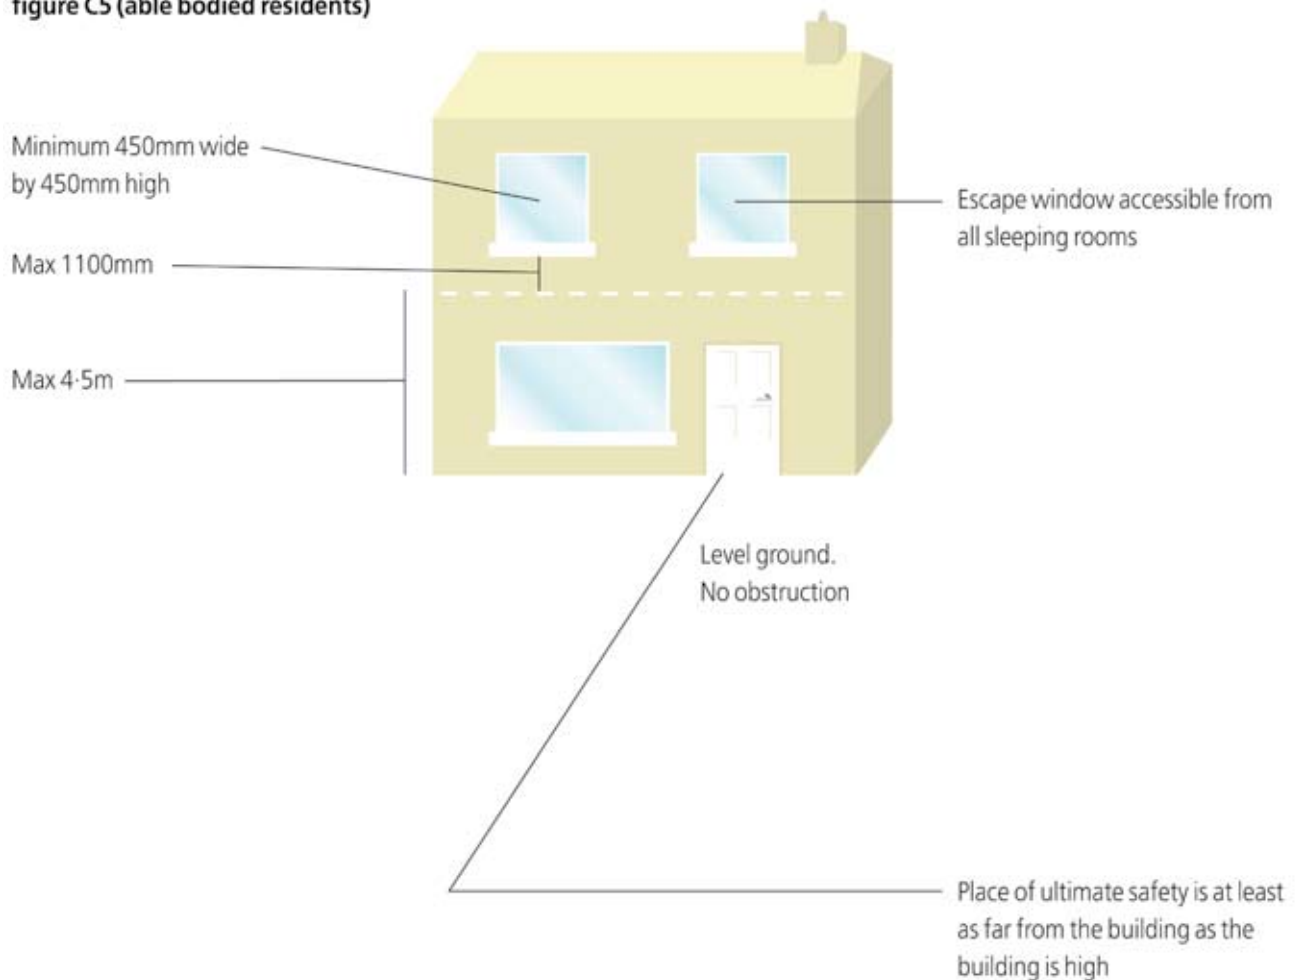 figure C5 (able bodied residents)
Minimum 450mm wide
by 450mm high
Escape window accessible from
all sleeping rooms
Max 1100mm
Max 4·5m
Level ground.
No obstruction
Place of ultimate safety is at least
as far from the building as the
building is high